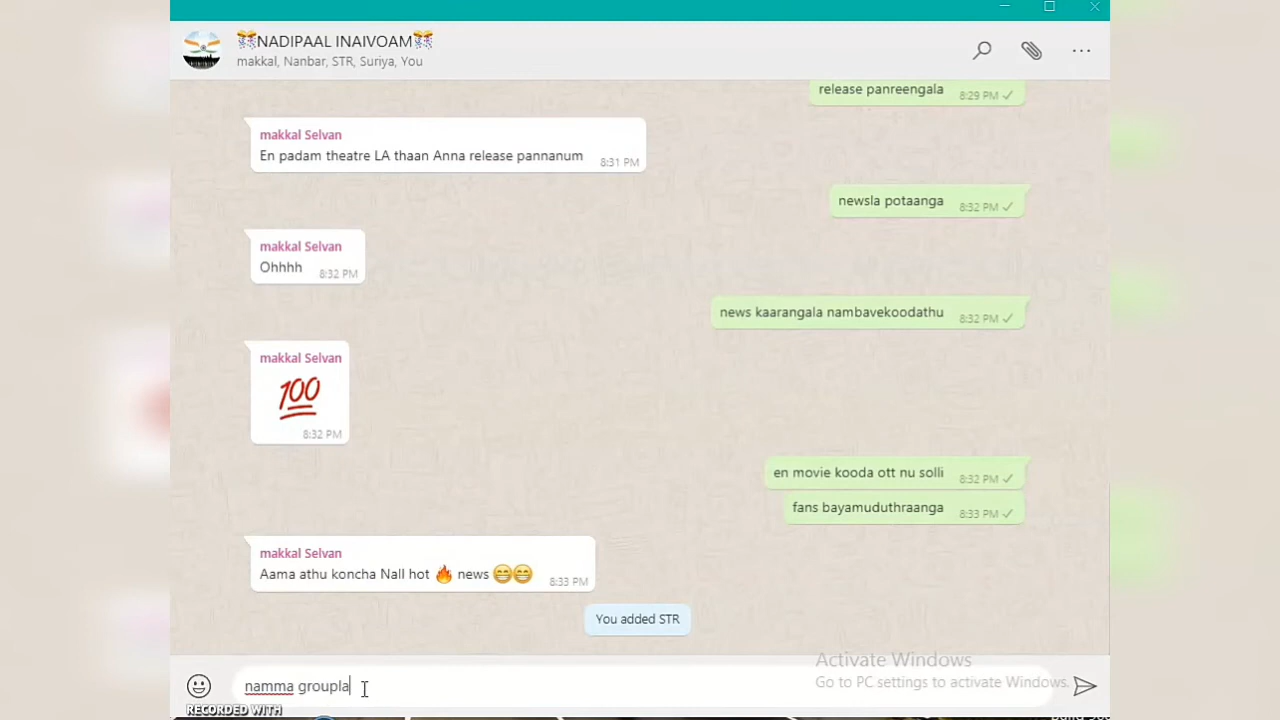 🎊NADIPAAL INAIVOAM🎊
makkal, Nanbar, STR, Suriya, You
release panreengala 8:29 PM
makkal Selvan
En padam theatre LA thaan Anna release pannanum 8:31 PM
newsla potaanga 8:32 PM
makkal Selvan
Ohhhh 8:32 PM
news kaarangala nambavekoodathu 8:32 PM
makkal Selvan
💯
8:32 PM
en movie kooda ott nu solli 8:32 PM
fans bayamuduthraanga 8:33 PM
makkal Selvan
Aama athu koncha Nall hot 🔥 news 😁😁 8:33 PM
You added STR
Activate Windows
Go to PC settings to activate Windows.
namma groupla
RECORDED WITH